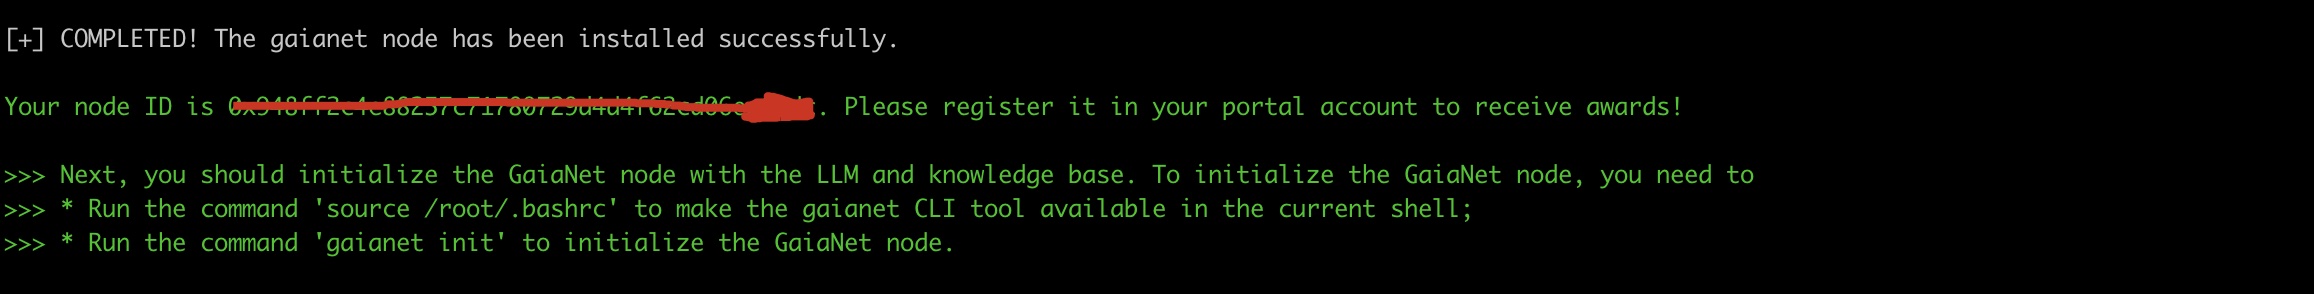 [+] COMPLETED! The gaianet node has been installed successfully.
Your node ID is . Please register it in your portal account to receive awards!
>>> Next, you should initialize the GaiaNet node with the LLM and knowledge base. To initialize the GaiaNet node, you need to
>>> * Run the command 'source /root/.bashrc' to make the gaianet CLI tool available in the current shell;
>>> * Run the command 'gaianet init' to initialize the GaiaNet node.